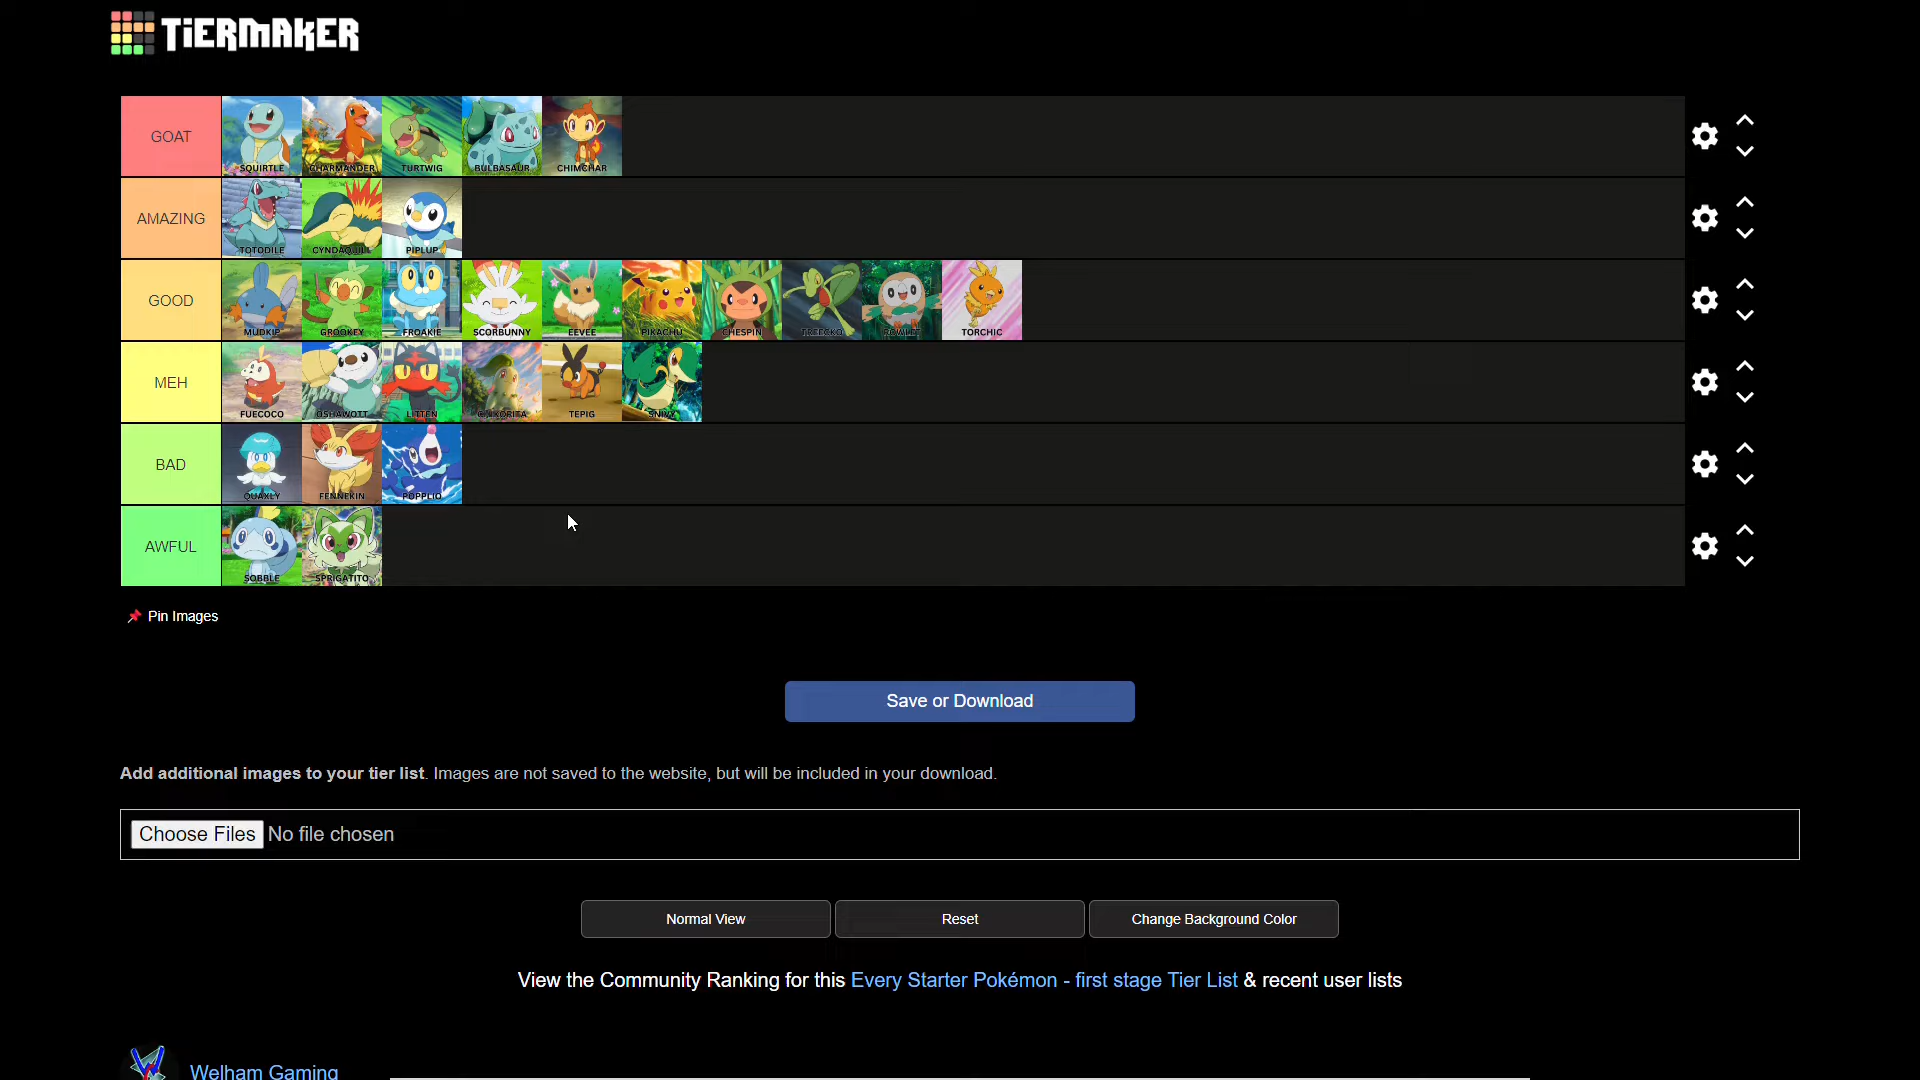 TIERMAKER
GOAT
SQUIRTLE CHARMANDER TURTWIG BULBASAUR CHIMCHAR
AMAZING
TOTODILE CYNDAQUIL PIPLUP
GOOD
MUDKIP GROOKEY FROAKIE SCORBUNNY EEVEE PIKACHU CHESPIN TREECKO ROWLET TORCHIC
MEH
FUECOCO OSHAWOTT LITTEN CHIKORITA TEPIG SNIVY
BAD
QUAXLY FENNEKIN POPPLIO
AWFUL
SOBBLE SPRIGATITO
Pin Images
Save or Download
Add additional images to your tier list. Images are not saved to the website, but will be included in your download.
Choose Files No file chosen
Normal View Reset Change Background Color
View the Community Ranking for this Every Starter Pokémon - first stage Tier List & recent user lists
Welham Gaming